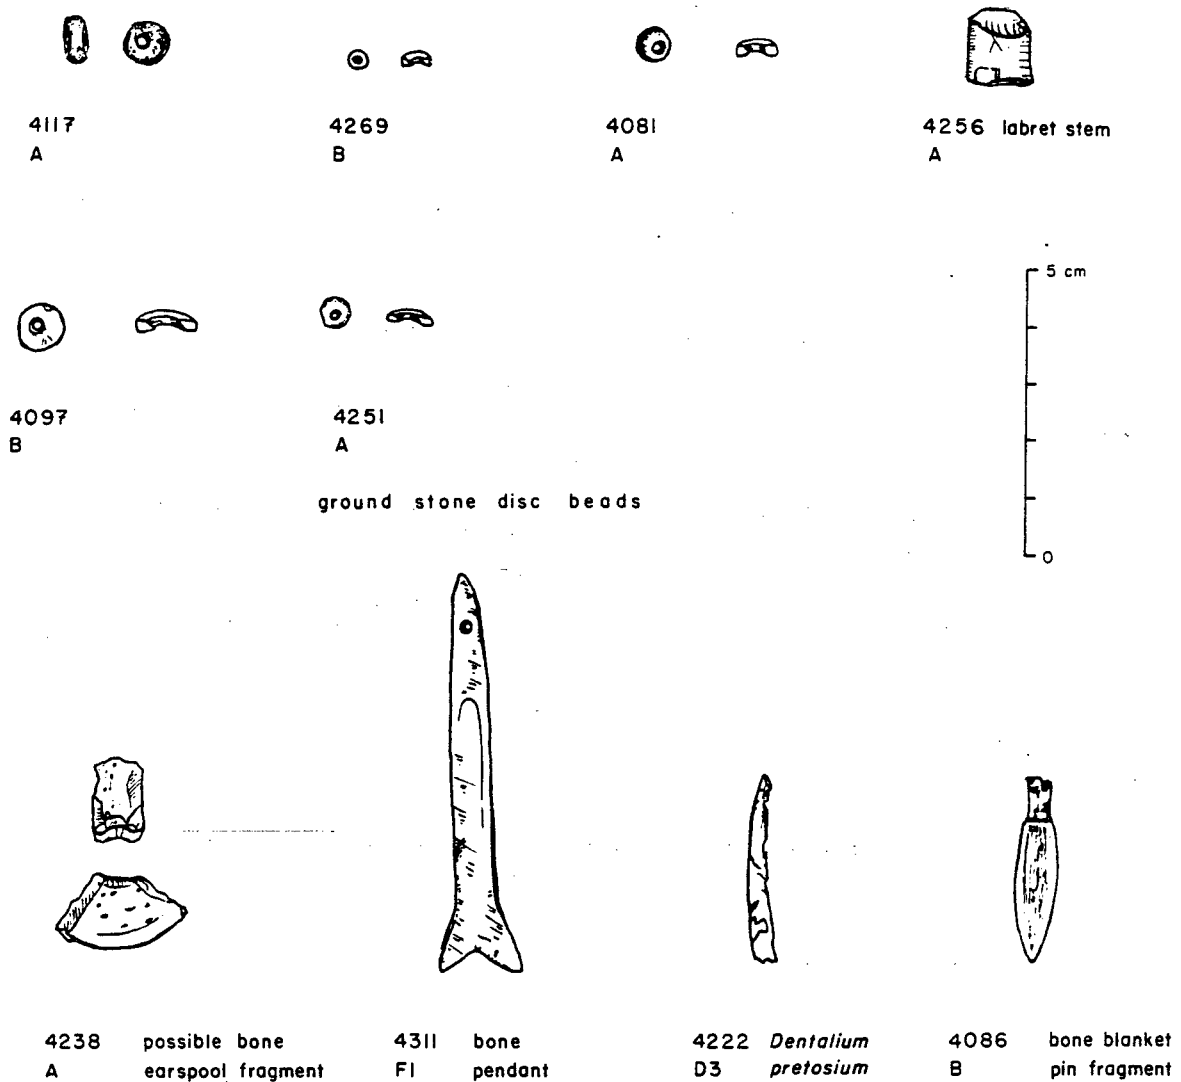 4117
A
4269
B
4081
A
4256 labret stem
A
5 cm
0
4097
B
4251
A
ground stone disc beads
4238 possible bone
A earspool fragment
4311 bone
F1 pendant
4222 Dentalium
D3 pretosium
4086 bone blanket
B pin fragment